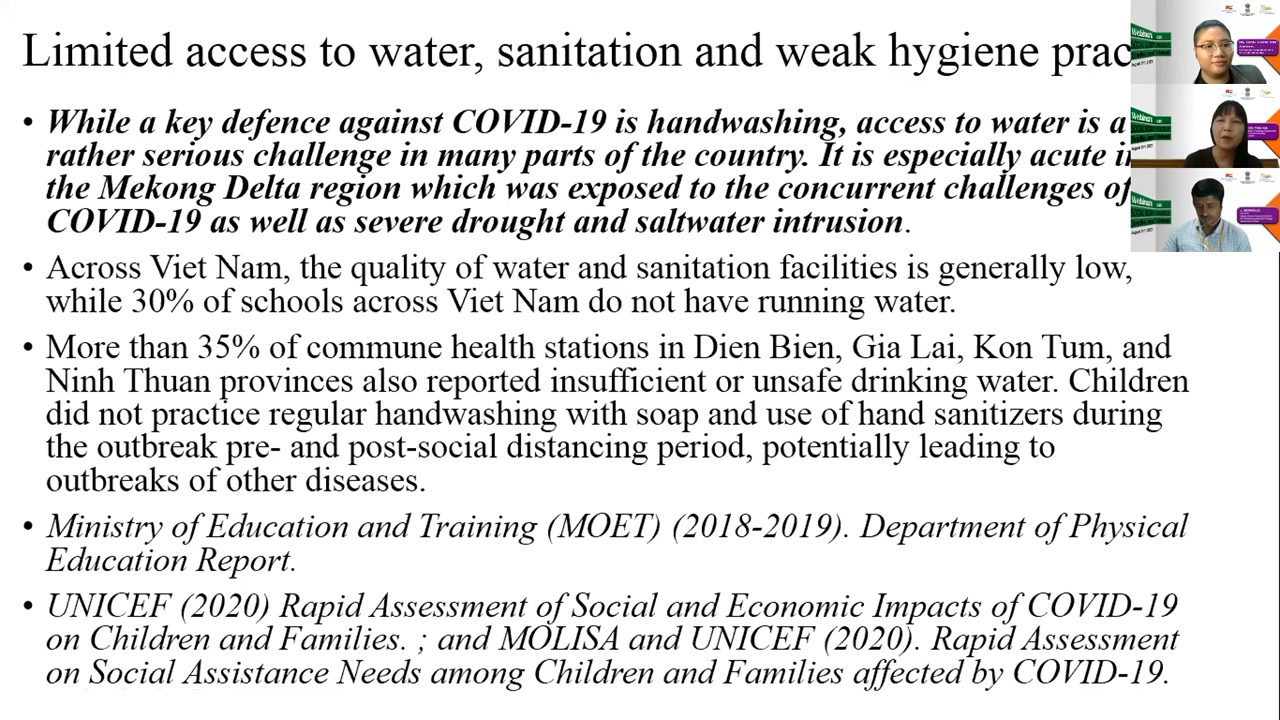 Limited access to water, sanitation and weak hygiene prac
• While a key defence against COVID-19 is handwashing, access to water is a
rather serious challenge in many parts of the country. It is especially acute in
the Mekong Delta region which was exposed to the concurrent challenges of
COVID-19 as well as severe drought and saltwater intrusion.
• Across Viet Nam, the quality of water and sanitation facilities is generally low,
while 30% of schools across Viet Nam do not have running water.
• More than 35% of commune health stations in Dien Bien, Gia Lai, Kon Tum, and
Ninh Thuan provinces also reported insufficient or unsafe drinking water. Children
did not practice regular handwashing with soap and use of hand sanitizers during
the outbreak pre- and post-social distancing period, potentially leading to
outbreaks of other diseases.
• Ministry of Education and Training (MOET) (2018-2019). Department of Physical
Education Report.
• UNICEF (2020) Rapid Assessment of Social and Economic Impacts of COVID-19
on Children and Families. ; and MOLISA and UNICEF (2020). Rapid Assessment
on Social Assistance Needs among Children and Families affected by COVID-19.
Webinar
Webinar
Webinar